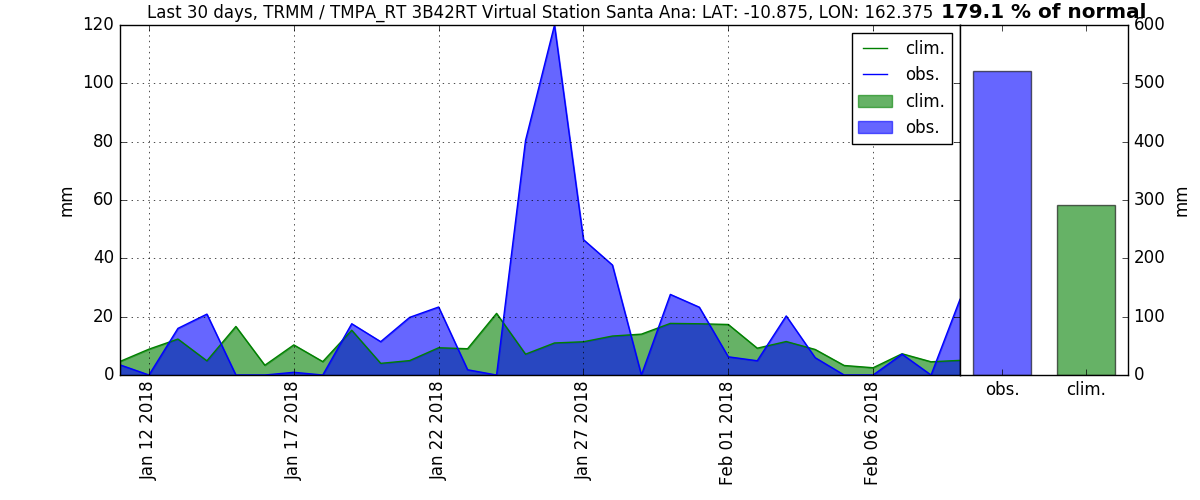 Last 30 days, TRMM / TMPA_RT 3B42RT Virtual Station Santa Ana: LAT: -10.875, LON: 162.375 179.1 % of normal
120
100
80
60
40
20
0
mm
clim.
obs.
clim.
obs.
Jan 12 2018
Jan 17 2018
Jan 22 2018
Jan 27 2018
Feb 01 2018
Feb 06 2018
600
500
400
300
200
100
0
mm
obs. clim.